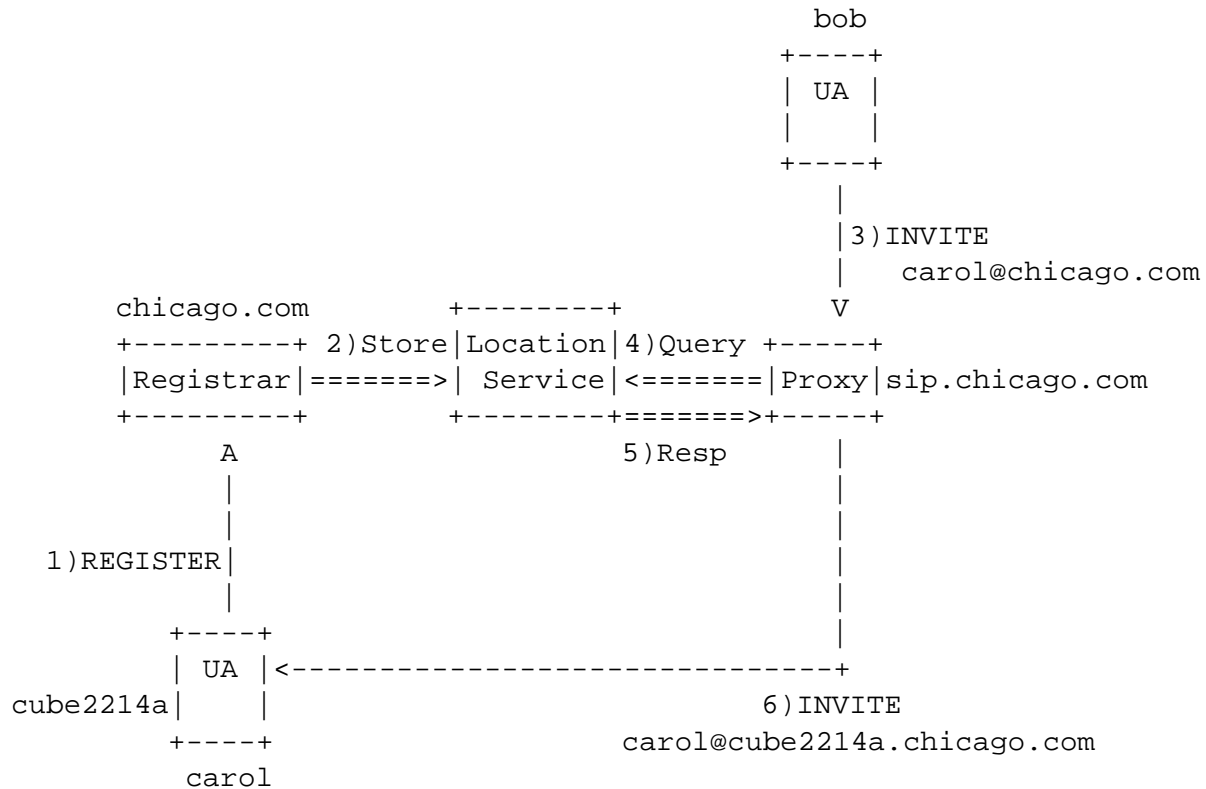 bob
                                               +----+
                                               | UA |
                                               |    |
                                               +----+
                                                  |
                                                  |3)INVITE
                                                  |   carol@chicago.com
       chicago.com        +--------+              V
       +---------+ 2)Store|Location|4)Query +-----+
       |Registrar|=======>| Service|<=======|Proxy|sip.chicago.com
       +---------+        +--------+=======>+-----+
             A                      5)Resp      |
             |                                  |
             |                                  |
   1)REGISTER|                                  |
             |                                  |
          +----+                                |
          | UA |<-------------------------------+
 cube2214a|    |                            6)INVITE
          +----+                    carol@cube2214a.chicago.com
           carol